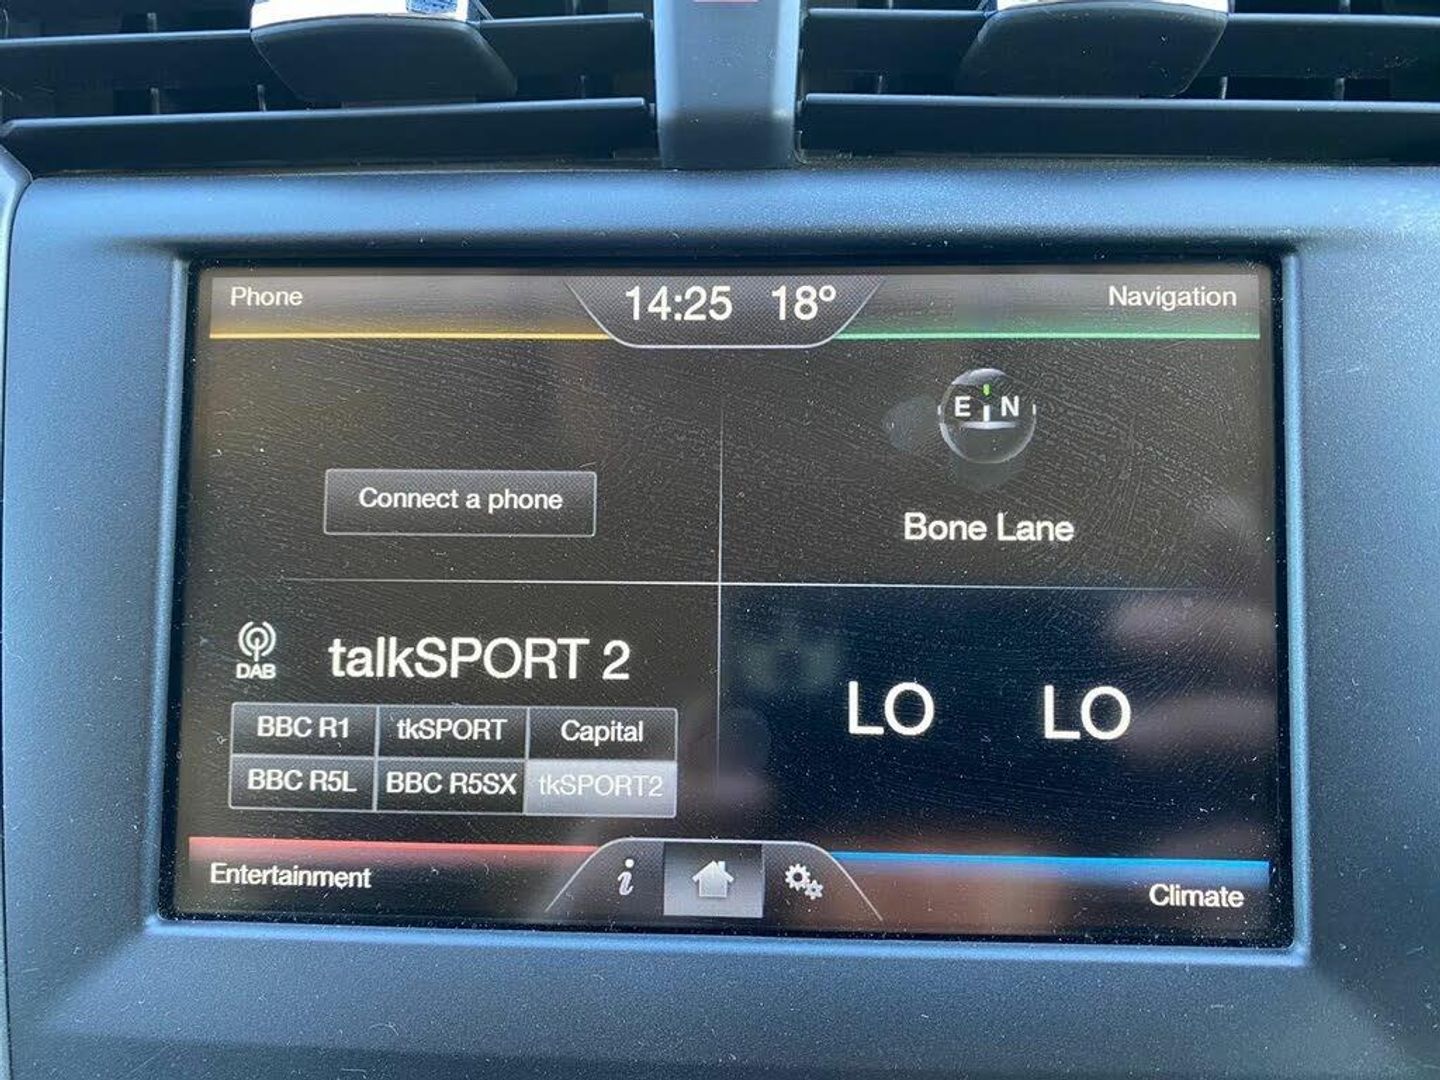 Phone
14:25 18º
Navigation
E N
Connect a phone
Bone Lane
DAB
talkSPORT 2
BBC R1 tkSPORT Capital
BBC R5L BBC R5SX tkSPORT2
LO LO
Entertainment
i
Climate